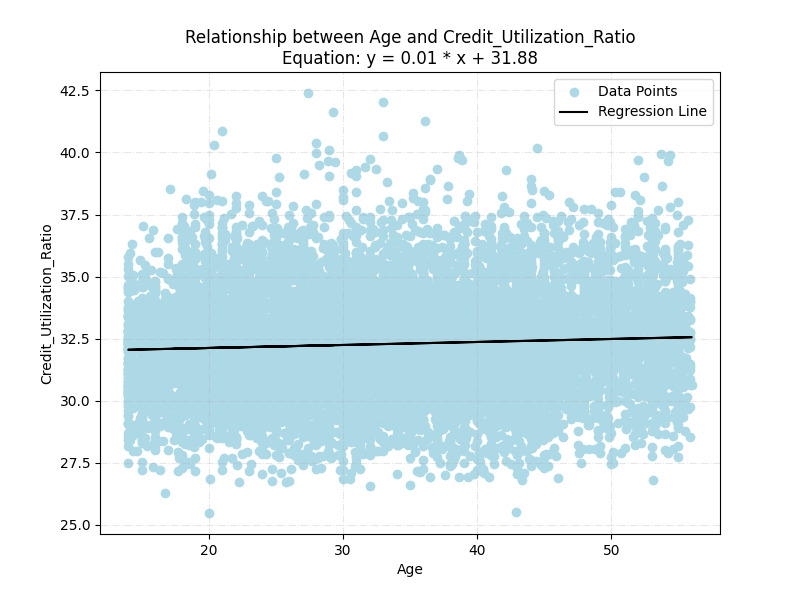 Relationship between Age and Credit_Utilization_Ratio
Equation: y = 0.01 * x + 31.88
Data Points
Regression Line
Credit_Utilization_Ratio
42.5
40.0
37.5
35.0
32.5
30.0
27.5
25.0
20
30
40
50
Age